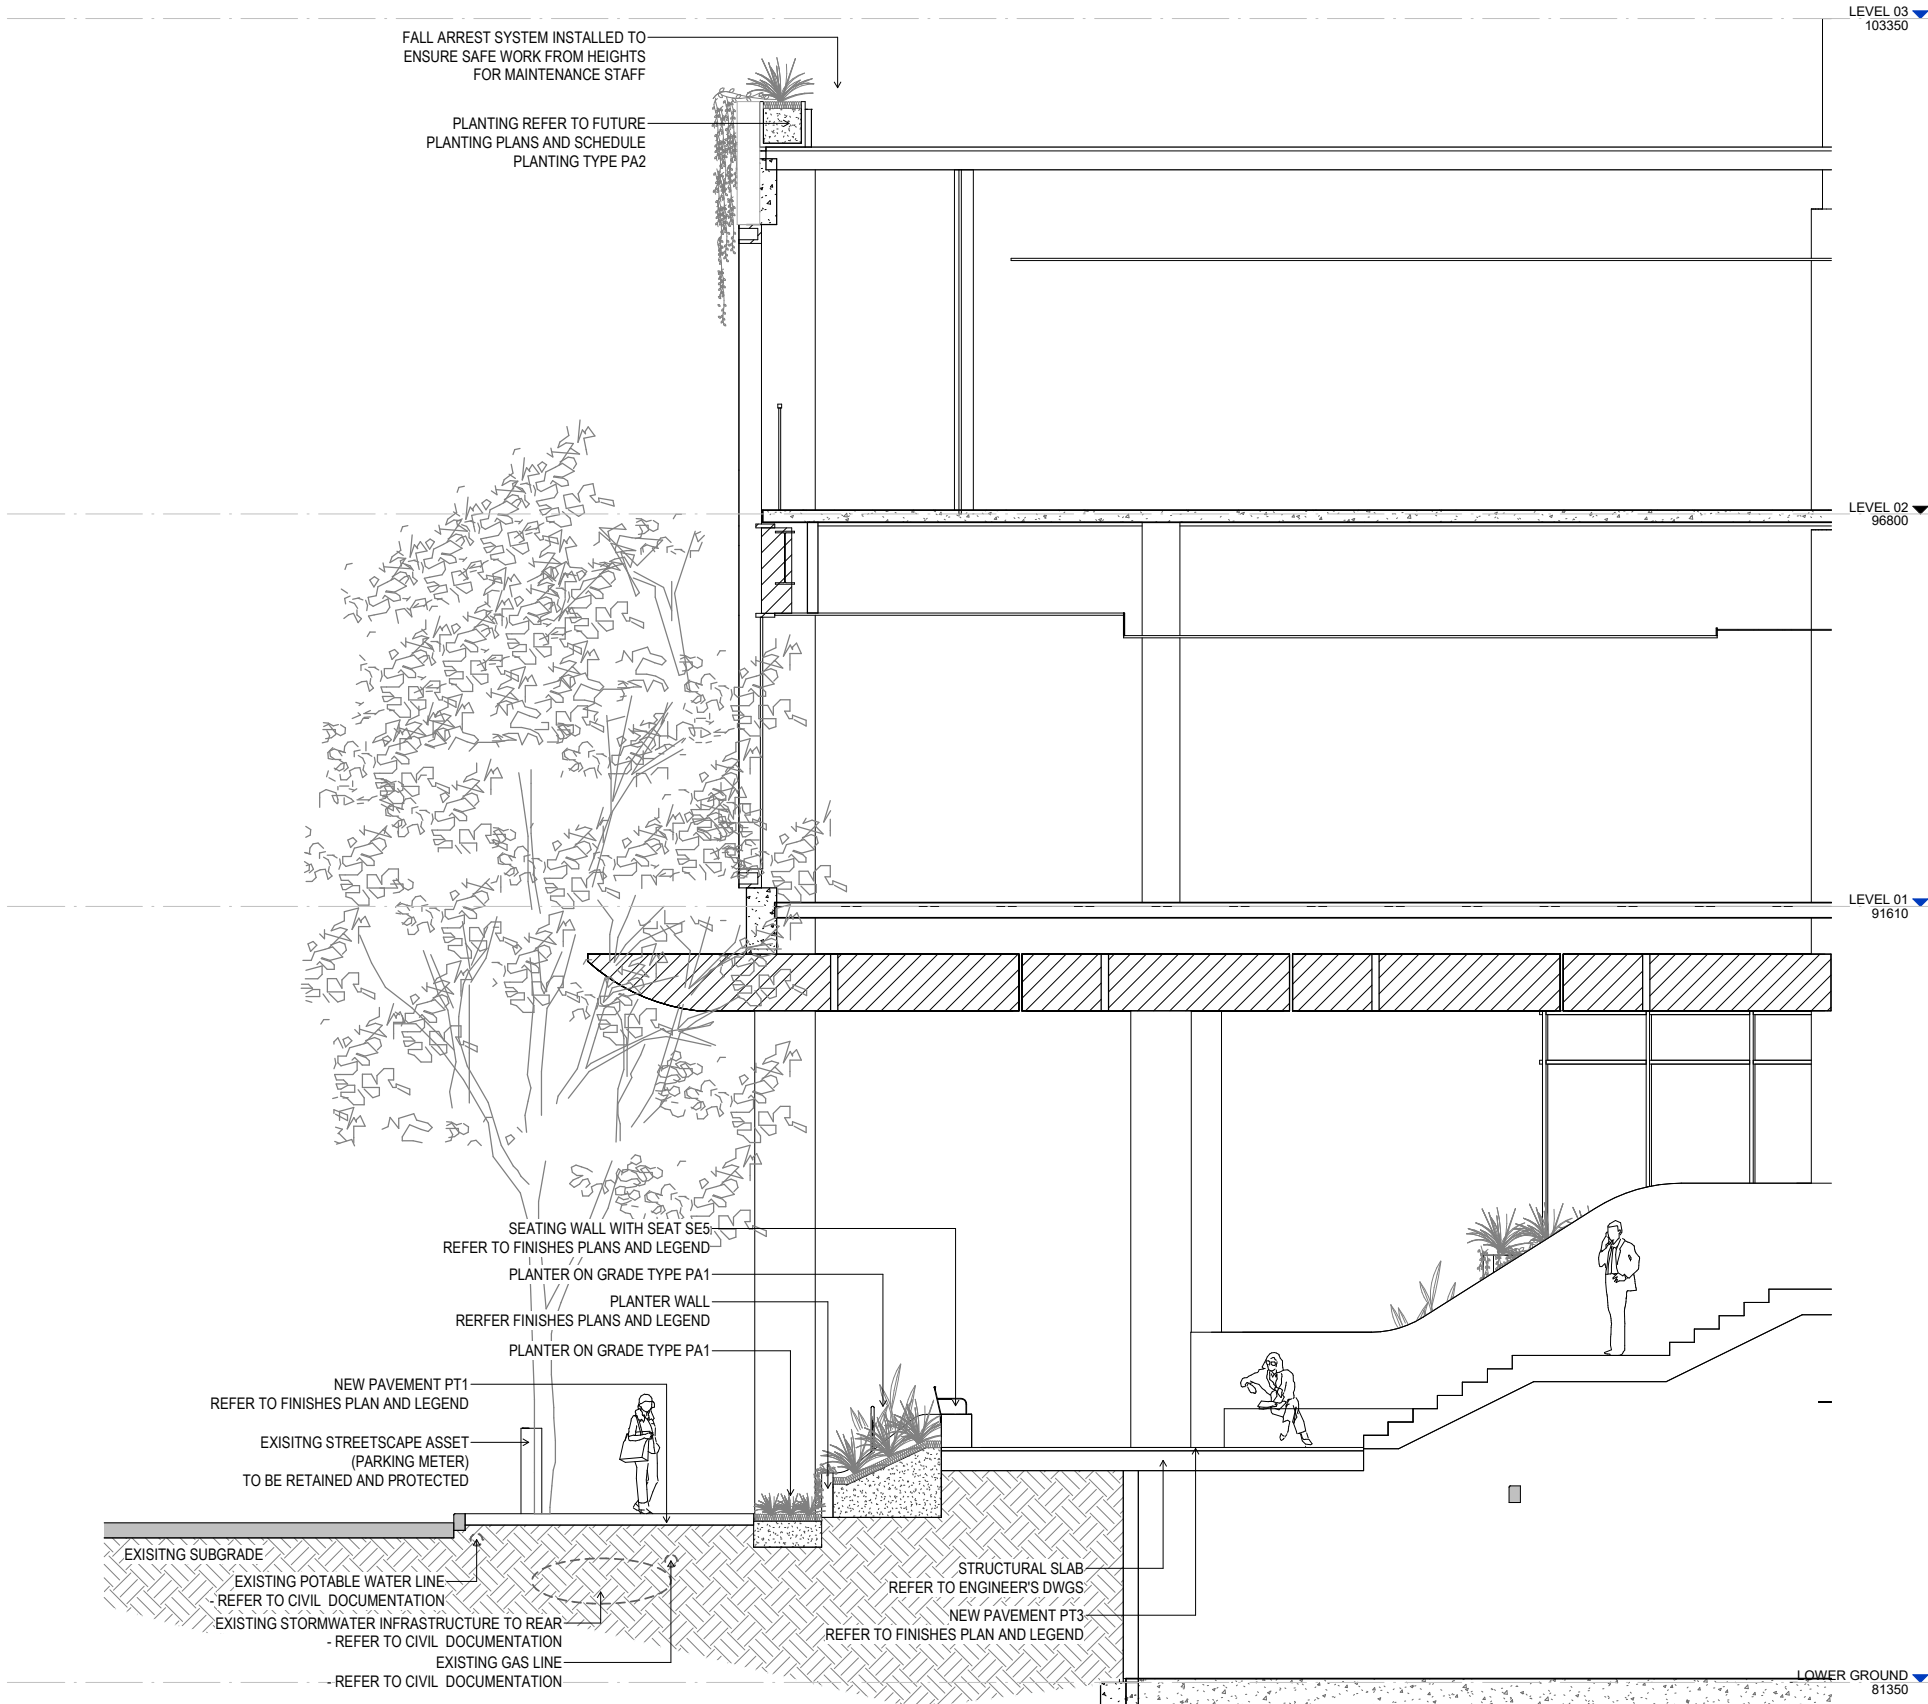 LEVEL 03
103350
FALL ARREST SYSTEM INSTALLED TO
ENSURE SAFE WORK FROM HEIGHTS
FOR MAINTENANCE STAFF
PLANTING REFER TO FUTURE
PLANTING PLANS AND SCHEDULE
PLANTING TYPE PA2
LEVEL 02
96800
LEVEL 01
91610
SEATING WALL WITH SEAT SE5
REFER TO FINISHES PLANS AND LEGEND
PLANTER ON GRADE TYPE PA1
PLANTER WALL
RERFER FINISHES PLANS AND LEGEND
PLANTER ON GRADE TYPE PA1
NEW PAVEMENT PT1
REFER TO FINISHES PLAN AND LEGEND
EXISITNG STREETSCAPE ASSET
(PARKING METER)
TO BE RETAINED AND PROTECTED
EXISITNG SUBGRADE
EXISTING POTABLE WATER LINE
- REFER TO CIVIL DOCUMENTATION
EXISTING STORMWATER INFRASTRUCTURE TO REAR
- REFER TO CIVIL DOCUMENTATION
EXISTING GAS LINE
- REFER TO CIVIL DOCUMENTATION
STRUCTURAL SLAB
REFER TO ENGINEER'S DWGS
NEW PAVEMENT PT3
REFER TO FINISHES PLAN AND LEGEND
LOWER GROUND
81350